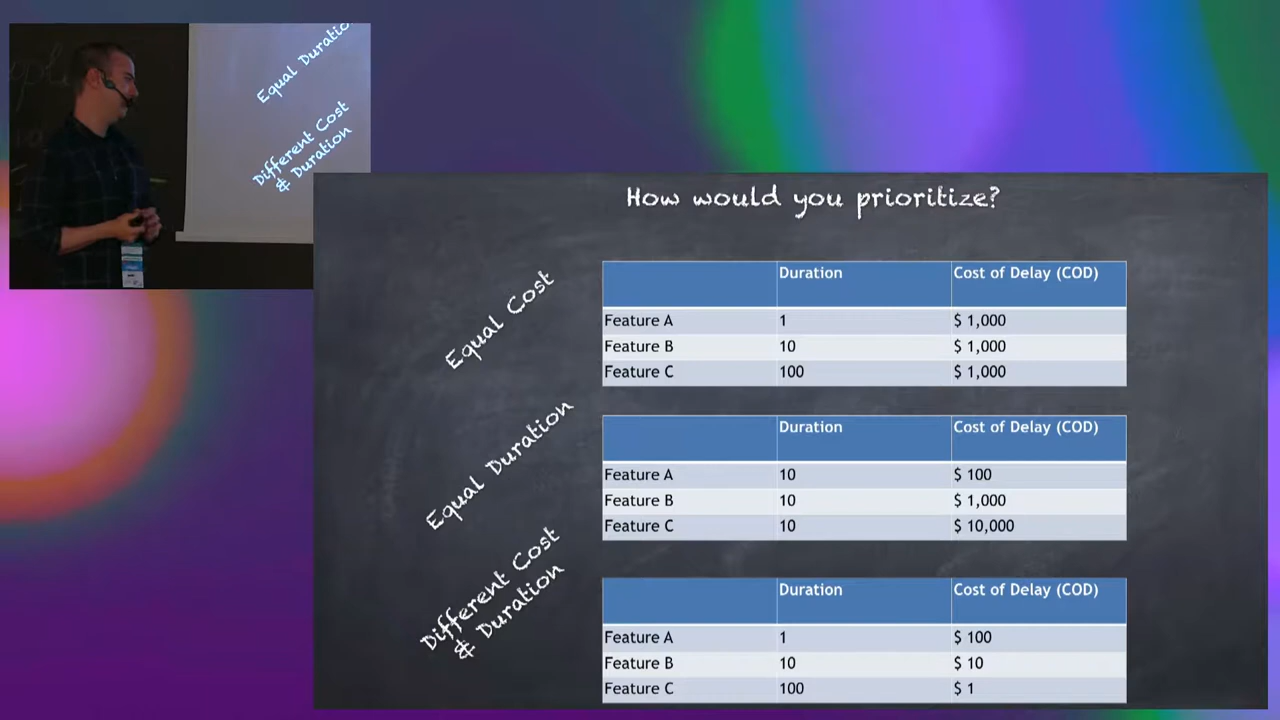 Equal Duratio
Different Cost
& Duration
How would you prioritize?
Equal Cost
Duration Cost of Delay (COD)
Feature A 1 $ 1,000
Feature B 10 $ 1,000
Feature C 100 $ 1,000
Equal Duration
Duration Cost of Delay (COD)
Feature A 10 $ 100
Feature B 10 $ 1,000
Feature C 10 $ 10,000
Different Cost
& Duration
Duration Cost of Delay (COD)
Feature A 1 $ 100
Feature B 10 $ 10
Feature C 100 $ 1